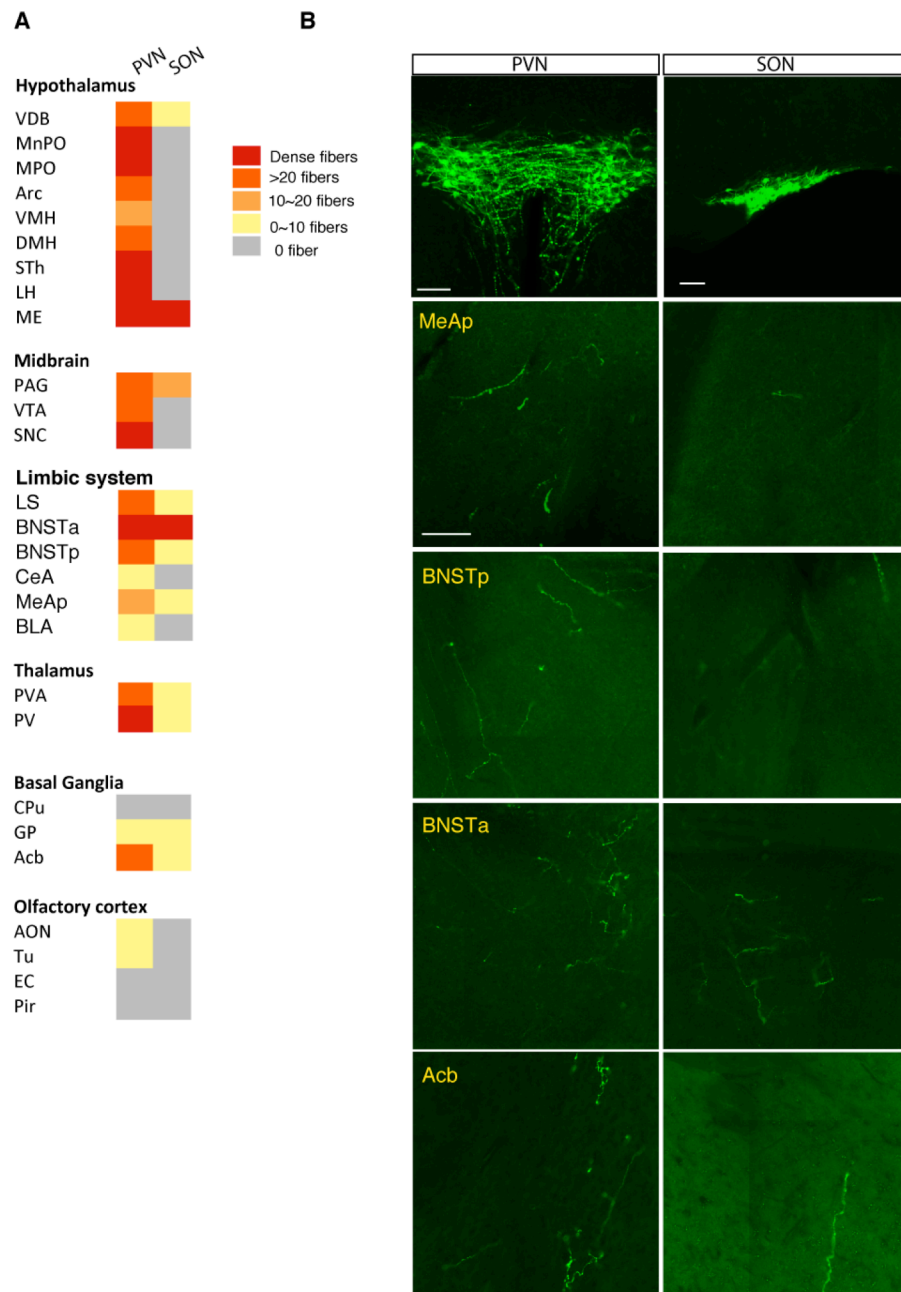 A
PVN SON
Hypothalamus
VDB
MnPO
MPO
Arc
VMH
DMH
STh
LH
ME
Dense fibers
>20 fibers
10~20 fibers
0~10 fibers
0 fiber
Midbrain
PAG
VTA
SNC
Limbic system
LS
BNSTa
BNSTp
CeA
MeAp
BLA
Thalamus
PVA
PV
Basal Ganglia
CPu
GP
Acb
Olfactory cortex
AON
Tu
EC
Pir
B
PVN SON
MeAp
BNSTp
BNSTa
Acb